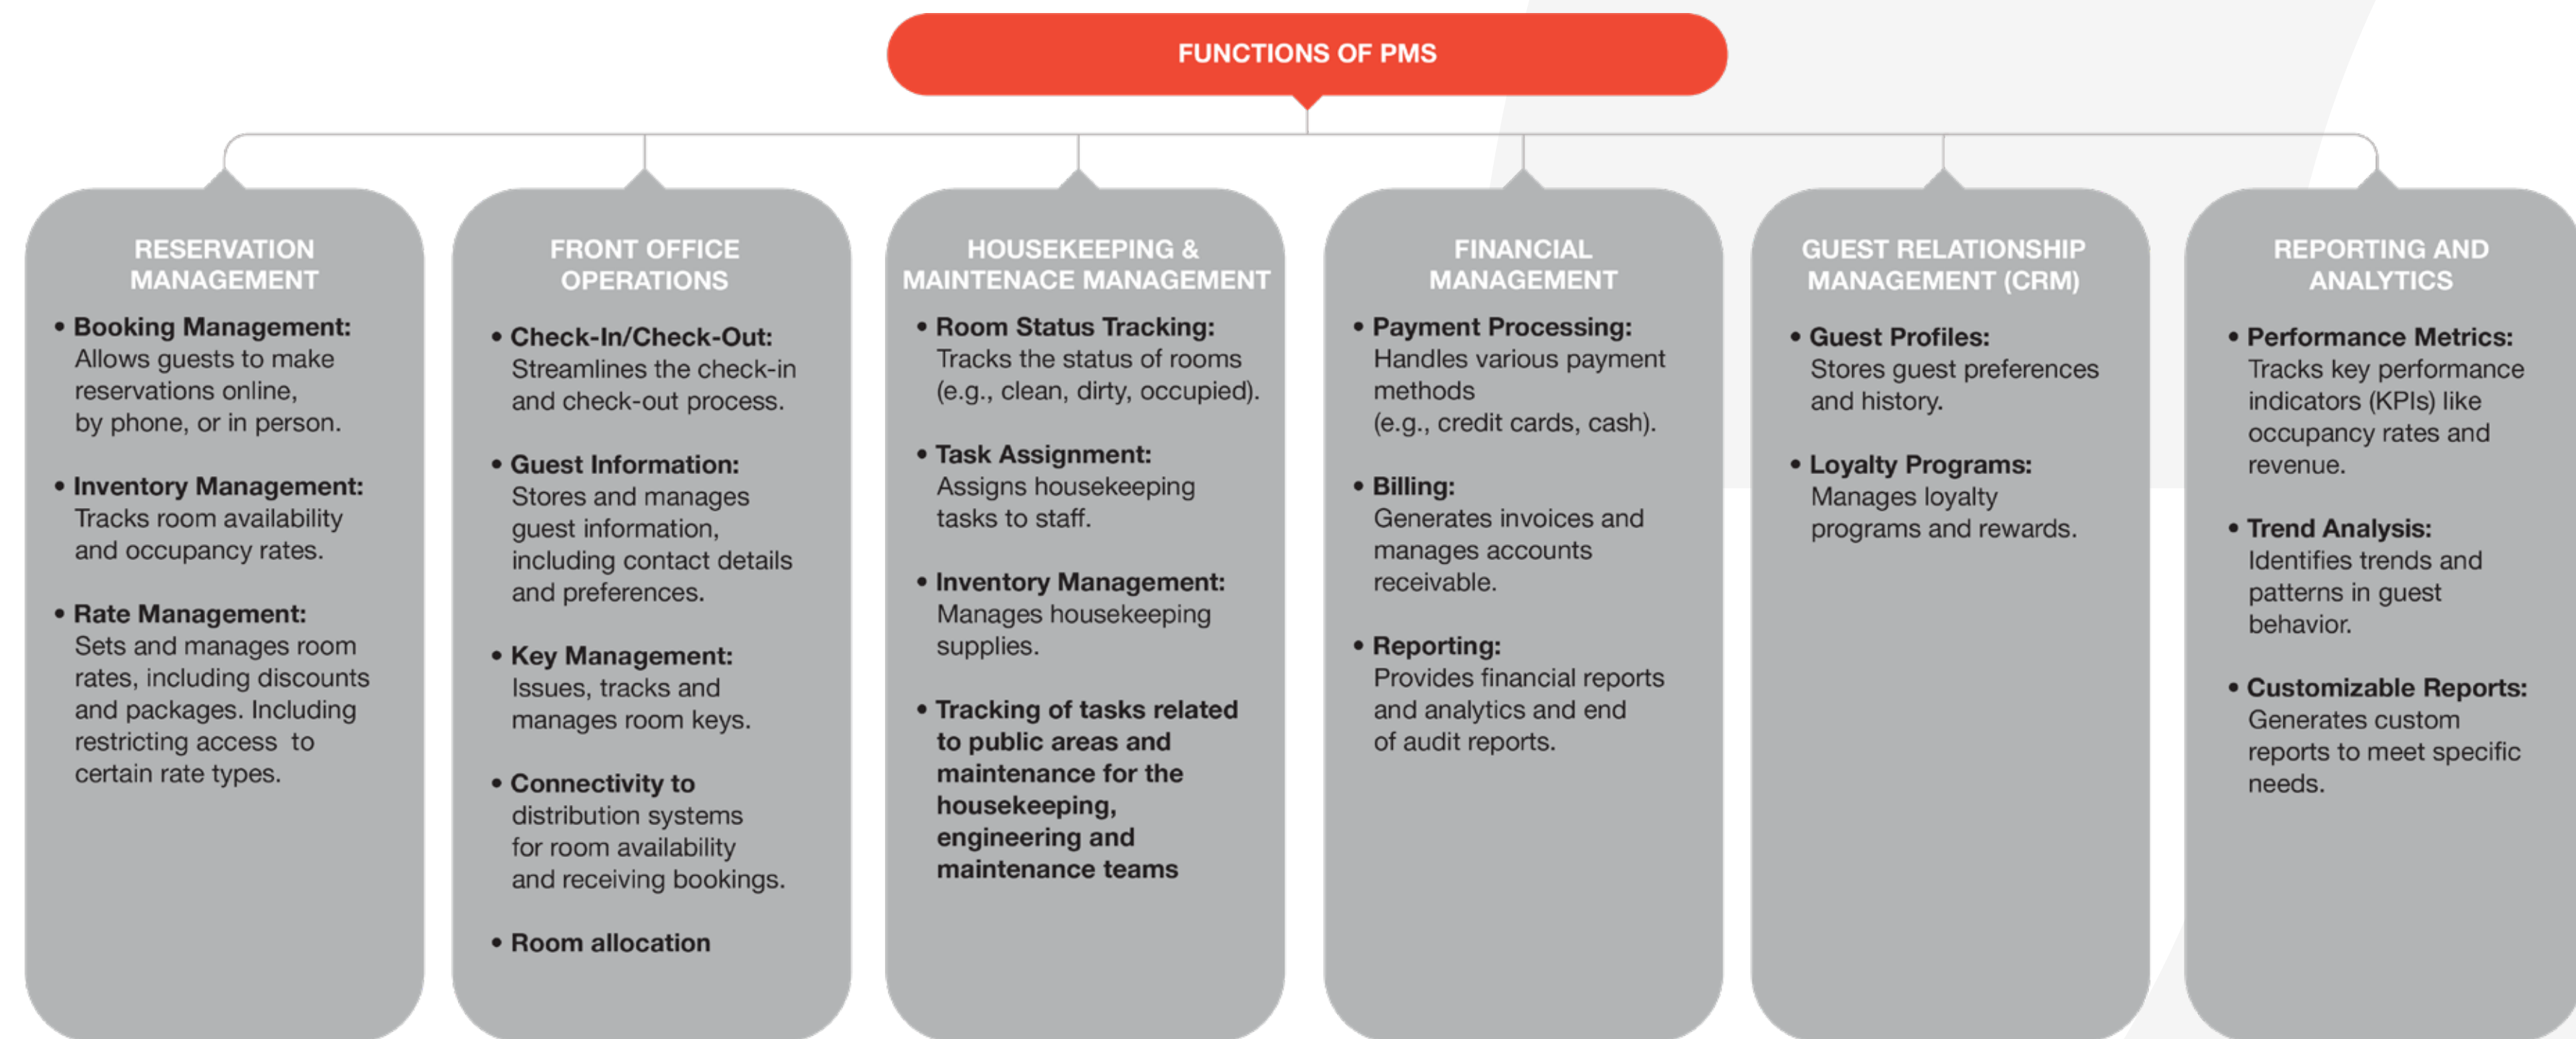 FUNCTIONS OF PMS
RESERVATION
MANAGEMENT
• Booking Management:
Allows guests to make
reservations online,
by phone, or in person.
• Inventory Management:
Tracks room availability
and occupancy rates.
• Rate Management:
Sets and manages room
rates, including discounts
and packages. Including
restricting access to
certain rate types.
FRONT OFFICE
OPERATIONS
• Check-In/Check-Out:
Streamlines the check-in
and check-out process.
• Guest Information:
Stores and manages
guest information,
including contact details
and preferences.
• Key Management:
Issues, tracks and
manages room keys.
• Connectivity to
distribution systems
for room availability
and receiving bookings.
• Room allocation
HOUSEKEEPING &
MAINTENACE MANAGEMENT
• Room Status Tracking:
Tracks the status of rooms
(e.g., clean, dirty, occupied).
• Task Assignment:
Assigns housekeeping
tasks to staff.
• Inventory Management:
Manages housekeeping
supplies.
• Tracking of tasks related
to public areas and
maintenance for the
housekeeping,
engineering and
maintenance teams
FINANCIAL
MANAGEMENT
• Payment Processing:
Handles various payment
methods
(e.g., credit cards, cash).
• Billing:
Generates invoices and
manages accounts
receivable.
• Reporting:
Provides financial reports
and analytics and end
of audit reports.
GUEST RELATIONSHIP
MANAGEMENT (CRM)
• Guest Profiles:
Stores guest preferences
and history.
• Loyalty Programs:
Manages loyalty
programs and rewards.
REPORTING AND
ANALYTICS
• Performance Metrics:
Tracks key performance
indicators (KPIs) like
occupancy rates and
revenue.
• Trend Analysis:
Identifies trends and
patterns in guest
behavior.
• Customizable Reports:
Generates custom
reports to meet specific
needs.